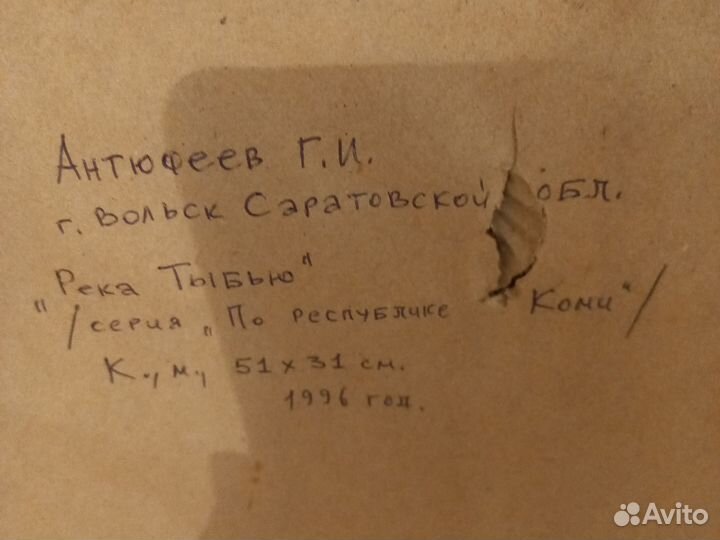 Антюфеев Г.И.
г. Вольск Саратовской обл.
"Река Тыбью"
/серия „По республике Коми"/
К., м., 51 х 31 см.
1996 год.
Avito